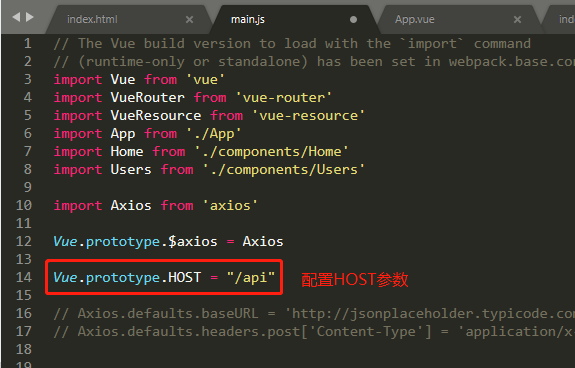 index.html main.js App.vue ind
1 // The Vue build version to load with the `import` command
2 // (runtime-only or standalone) has been set in webpack.base.con
3 import Vue from 'vue'
4 import VueRouter from 'vue-router'
5 import VueResource from 'vue-resource'
6 import App from './App'
7 import Home from './components/Home'
8 import Users from './components/Users'
9
10 import Axios from 'axios'
11
12 Vue.prototype.$axios = Axios
13
14 Vue.prototype.HOST = "/api" 配置HOST参数
15
16 // Axios.defaults.baseURL = 'http://jsonplaceholder.typicode.com
17 // Axios.defaults.headers.post['Content-Type'] = 'application/x
18
19